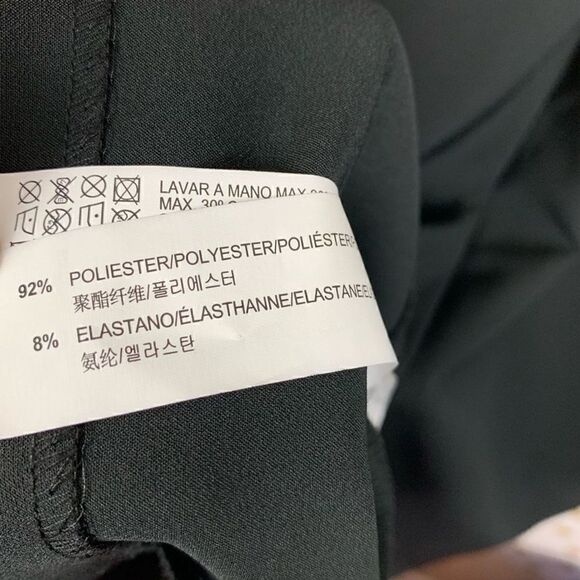 LAVAR A MANO MAX
MAX. 30º
92% POLIESTER/POLYESTER/POLIÉSTER/
聚酯纤维/폴리에스터
8% ELASTANO/ÉLASTHANNE/ELASTANE/
氨纶/엘라스탄